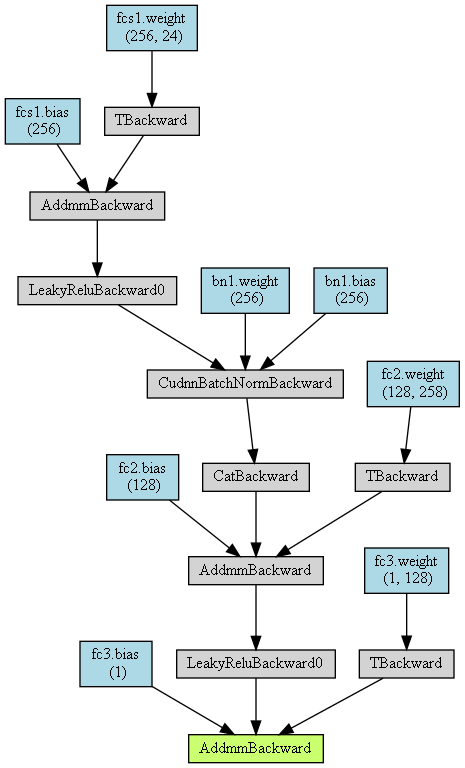 fcs1.weight
(256, 24)
fcs1.bias
(256)
TBackward
AddmmBackward
LeakyReluBackward0
bn1.weight
(256)
bn1.bias
(256)
CudnnBatchNormBackward
fc2.weight
(128, 258)
fc2.bias
(128)
CatBackward
TBackward
AddmmBackward
fc3.weight
(1, 128)
fc3.bias
(1)
LeakyReluBackward0
TBackward
AddmmBackward